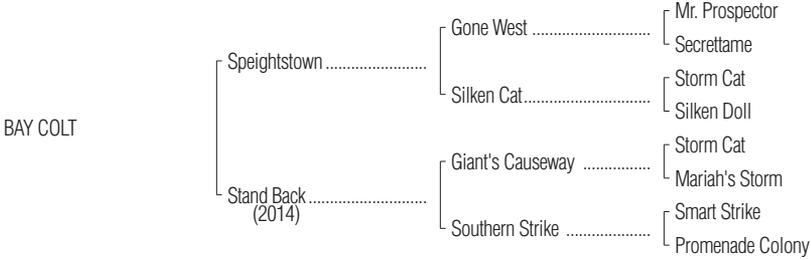 Mr. Prospector
Gone West ..............................
Secrettame
Speightstown ..........................
Storm Cat
Silken Cat................................
Silken Doll
BAY COLT
Storm Cat
Giant's Causeway .................
Mariah's Storm
Stand Back..............................
(2014)
Smart Strike
Southern Strike .....................
Promenade Colony